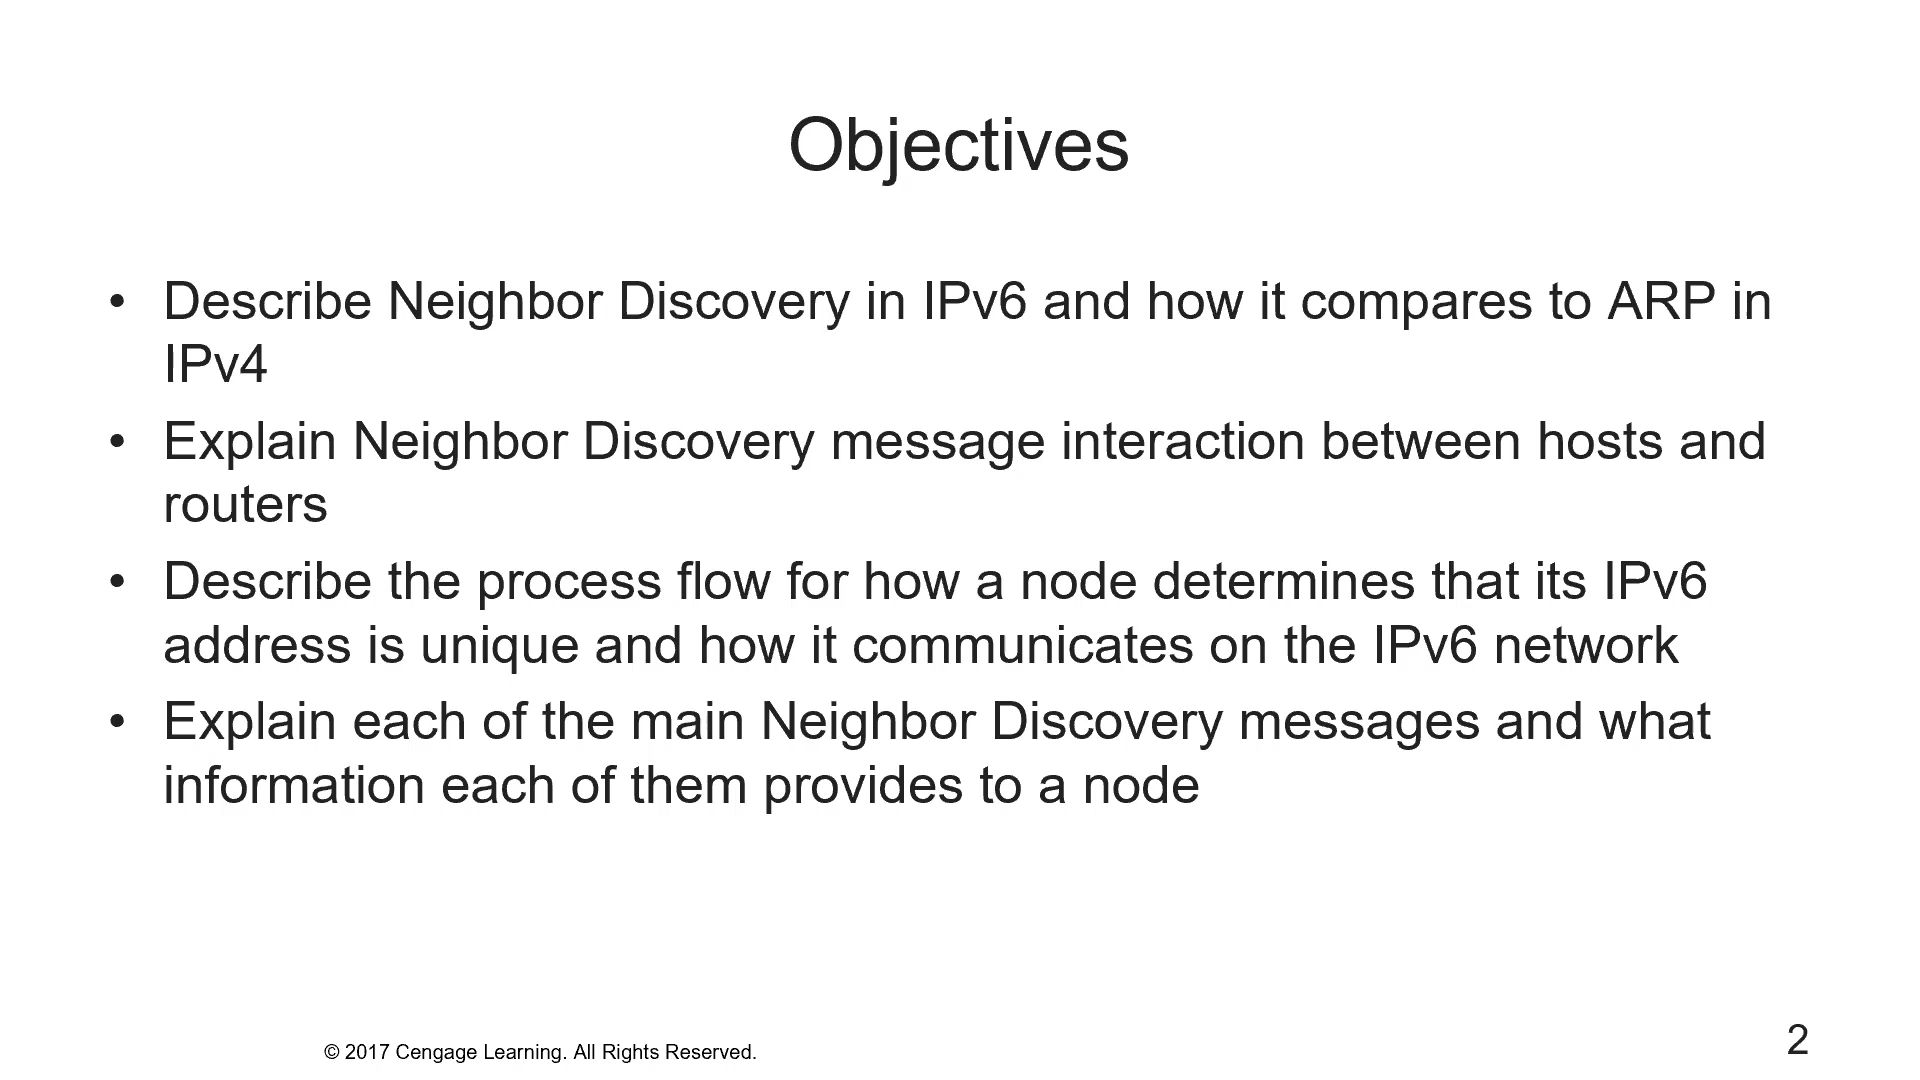 Objectives
• Describe Neighbor Discovery in IPv6 and how it compares to ARP in
IPv4
• Explain Neighbor Discovery message interaction between hosts and
routers
• Describe the process flow for how a node determines that its IPv6
address is unique and how it communicates on the IPv6 network
• Explain each of the main Neighbor Discovery messages and what
information each of them provides to a node
© 2017 Cengage Learning. All Rights Reserved.
2